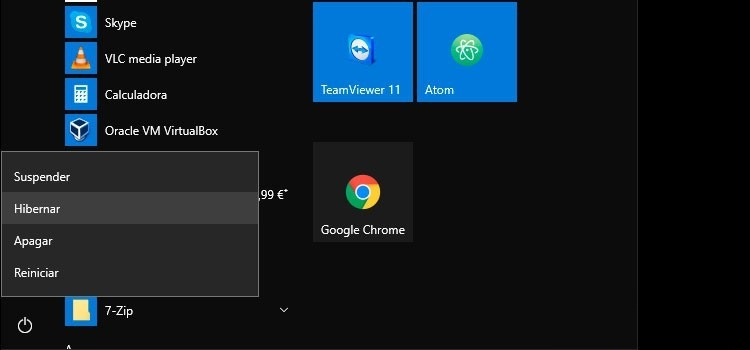 Skype
VLC media player
Calculadora
Oracle VM VirtualBox
Suspender
Hibernar
Apagar
Reiniciar
,99 €*
7-Zip
TeamViewer 11
Atom
Google Chrome